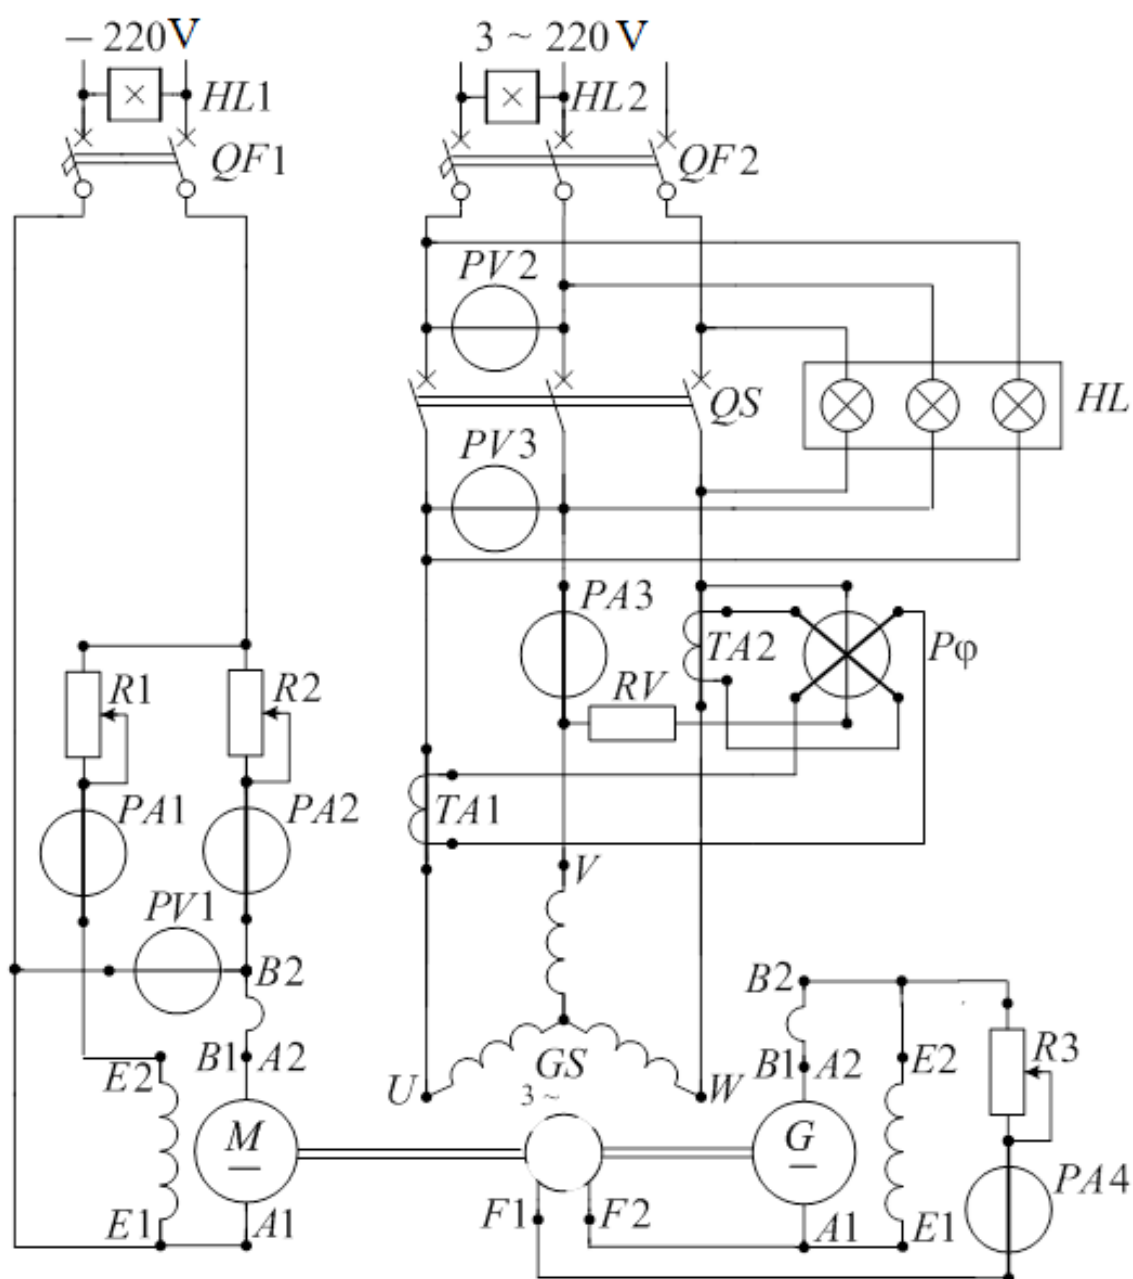 – 220V 3 ~ 220 V
HL1 HL2
QF1 QF2
PV2
QS HL
PV3
PA3
TA2 Pφ
R1 R2 RV
PA1 PA2 TA1
V
PV1
B2 B2
E2 B1 A2 U GS W B1 A2 E2 R3
3 ~
M G
PA4
E1 A1 F1 F2 A1 E1